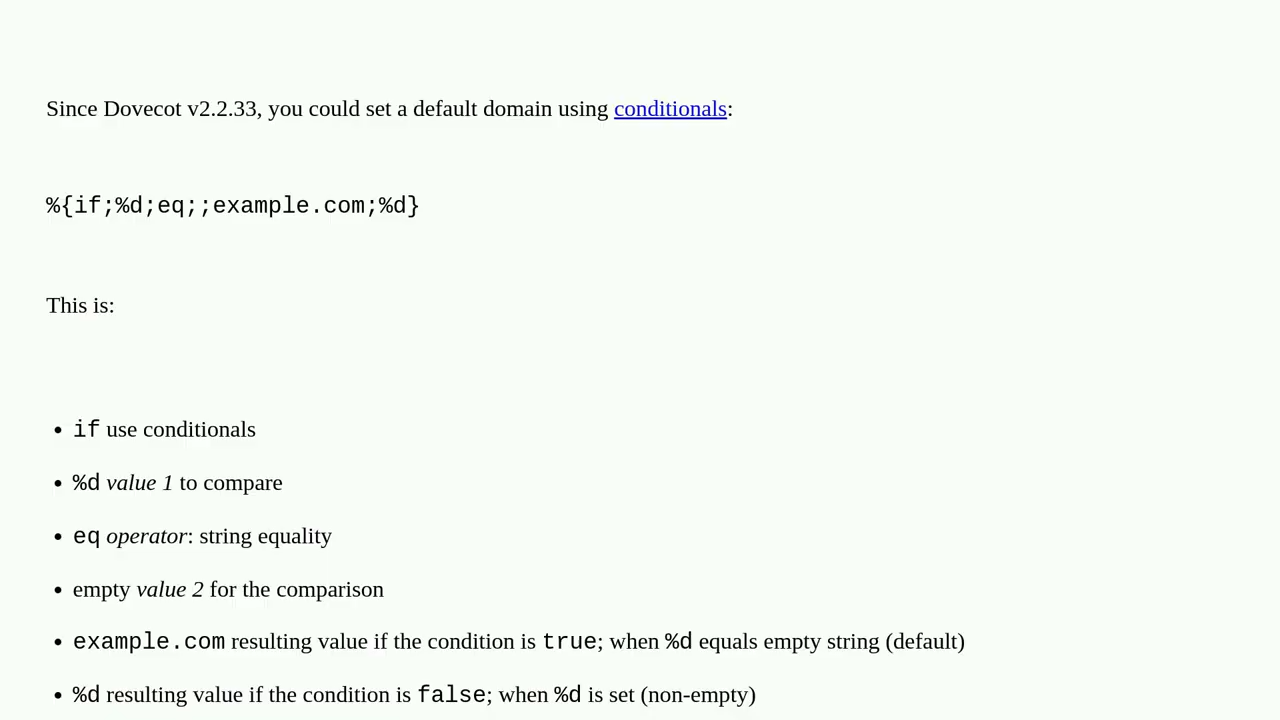 Since Dovecot v2.2.33, you could set a default domain using conditionals:
%{if;%d;eq;;example.com;%d}
This is:
• if use conditionals
• %d value 1 to compare
• eq operator: string equality
• empty value 2 for the comparison
• example.com resulting value if the condition is true; when %d equals empty string (default)
• %d resulting value if the condition is false; when %d is set (non-empty)